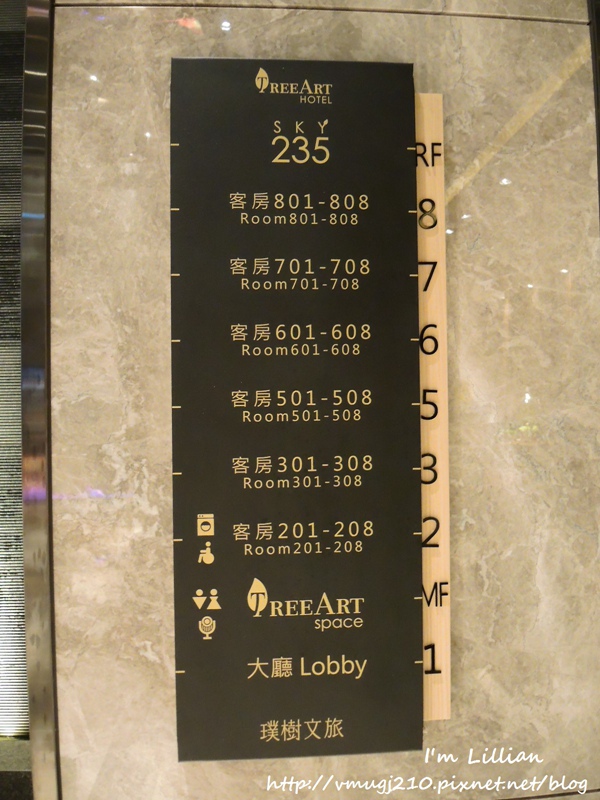 TREEART
HOTEL
SKY
235
RF
客房801-808
Room801-808
8
客房701-708
Room701-708
7
客房601-608
Room601-608
6
客房501-508
Room501-508
5
客房301-308
Room301-308
3
客房201-208
Room201-208
2
TREEART
space
MF
大廳 Lobby
1
璞樹文旅
I'm Lillian
http://vmugj210.pixnet.net/blog